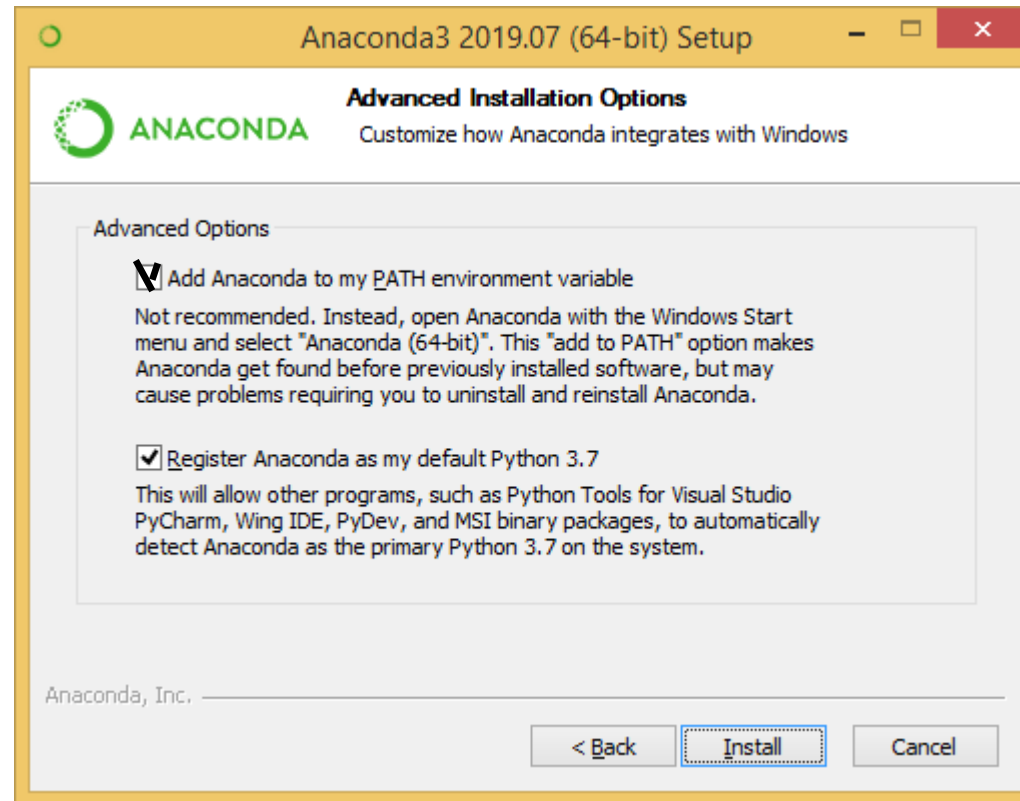 Anaconda3 2019.07 (64-bit) Setup
ANACONDA
Advanced Installation Options
Customize how Anaconda integrates with Windows
Advanced Options
Add Anaconda to my PATH environment variable
Not recommended. Instead, open Anaconda with the Windows Start
menu and select "Anaconda (64-bit)". This "add to PATH" option makes
Anaconda get found before previously installed software, but may
cause problems requiring you to uninstall and reinstall Anaconda.
Register Anaconda as my default Python 3.7
This will allow other programs, such as Python Tools for Visual Studio
PyCharm, Wing IDE, PyDev, and MSI binary packages, to automatically
detect Anaconda as the primary Python 3.7 on the system.
Anaconda, Inc.
< Back Install Cancel